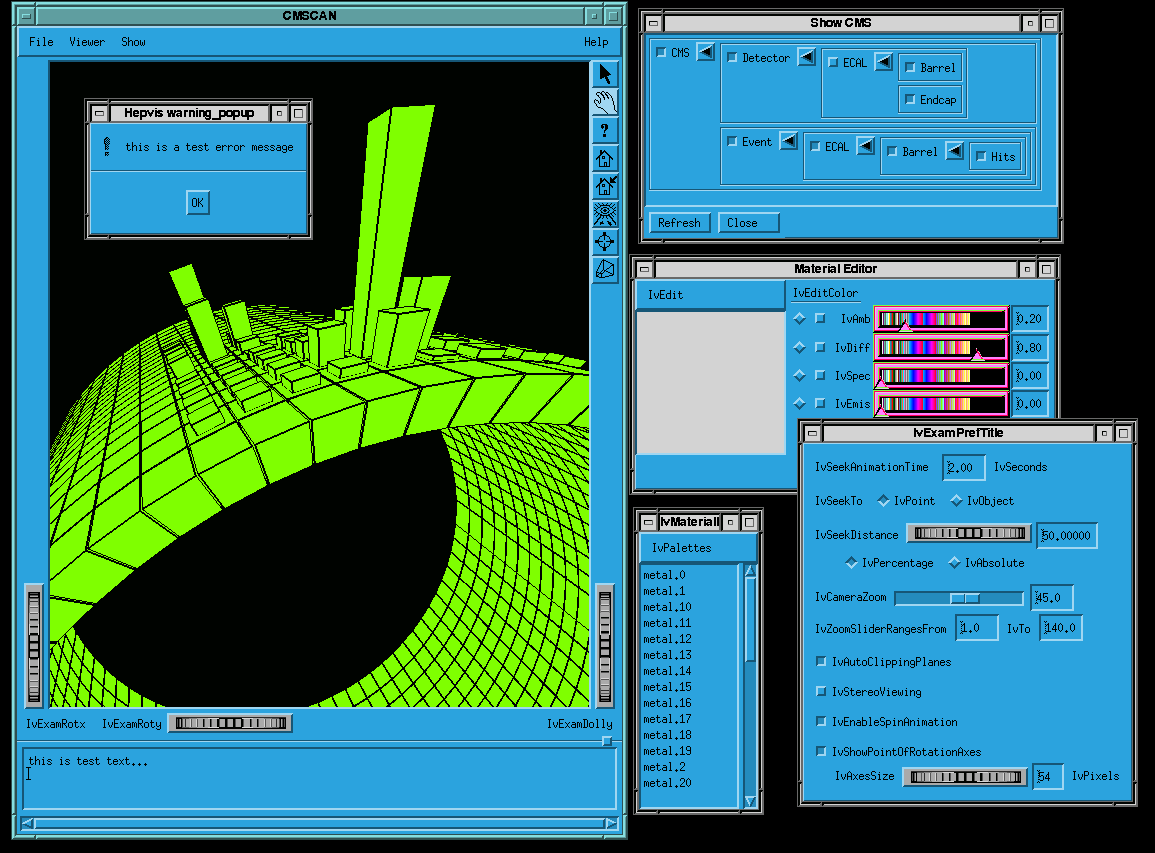 CMSCAN
File Viewer Show Help
Hepvis warning_popup
this is a test error message
OK
?
IvExamRotx IvExamRoty IvExamDolly
this is test text...
Show CMS
CMS Detector ECAL Barrel
Endcap
Event ECAL Barrel Hits
Refresh Close
Material Editor
IvEdit IvEditColor
IvAmb 0.20
IvDiff 0.80
IvSpec 0.00
IvEmis 0.00
IvMateriall
IvPalettes
metal.0
metal.1
metal.10
metal.11
metal.12
metal.13
metal.14
metal.15
metal.16
metal.17
metal.18
metal.19
metal.2
metal.20
IvExamPrefTitle
IvSeekAnimationTime 2.00 IvSeconds
IvSeekTo IvPoint IvObject
IvSeekDistance 50.00000
IvPercentage IvAbsolute
IvCameraZoom 45.0
IvZoomSliderRangesFrom 1.0 IvTo 140.0
IvAutoClippingPlanes
IvStereoViewing
IvEnableSpinAnimation
IvShowPointOfRotationAxes
IvAxesSize 54 IvPixels